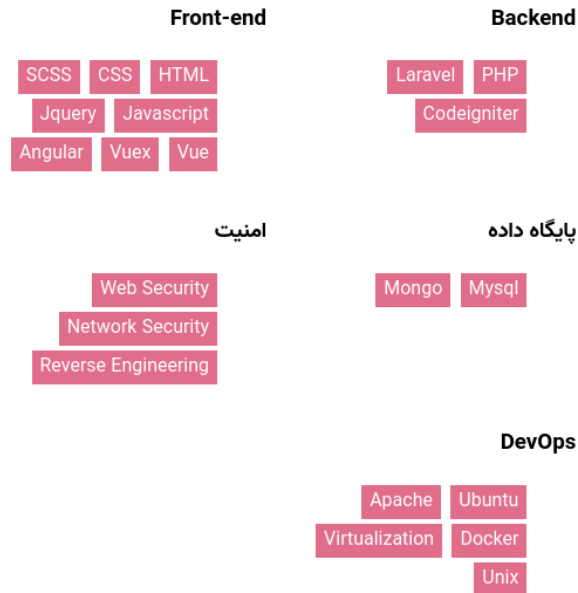 Backend
PHP Laravel
Codeigniter
Front-end
HTML CSS SCSS
Javascript Jquery
Vue Vuex Angular
پایگاه داده
Mysql Mongo
امنیت
Web Security
Network Security
Reverse Engineering
DevOps
Ubuntu Apache
Docker Virtualization
Unix